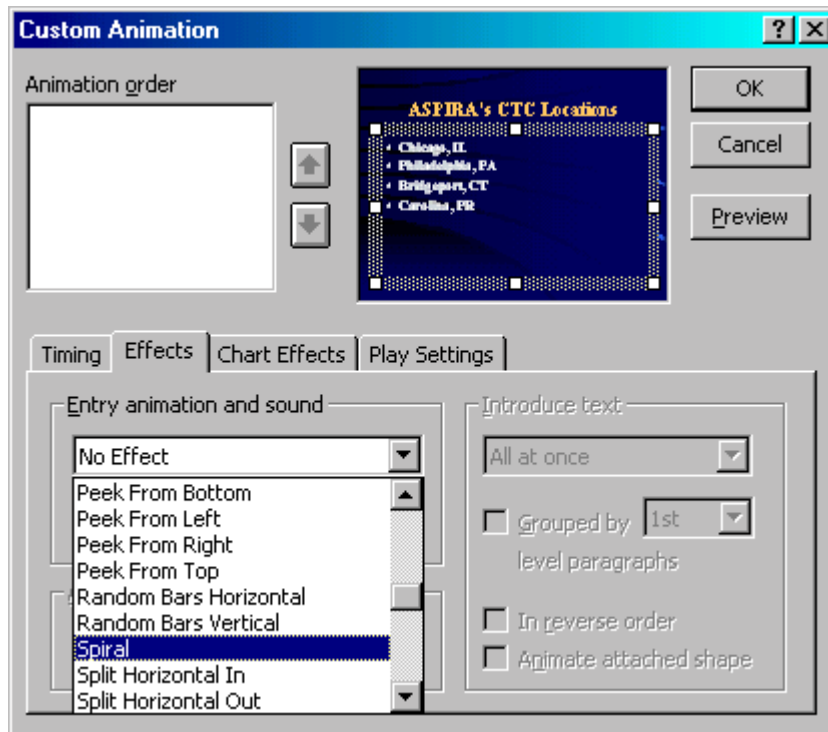 Custom Animation
Animation order
ASPIRA's CTC Locations
Chicago, IL
Philadelphia, PA
Bridgeport, CT
Carolina, PR
OK
Cancel
Preview
Timing Effects Chart Effects Play Settings
Entry animation and sound
No Effect
Peek From Bottom
Peek From Left
Peek From Right
Peek From Top
Random Bars Horizontal
Random Bars Vertical
Spiral
Split Horizontal In
Split Horizontal Out
Introduce text
All at once
Grouped by 1st
level paragraphs
In reverse order
Animate attached shape